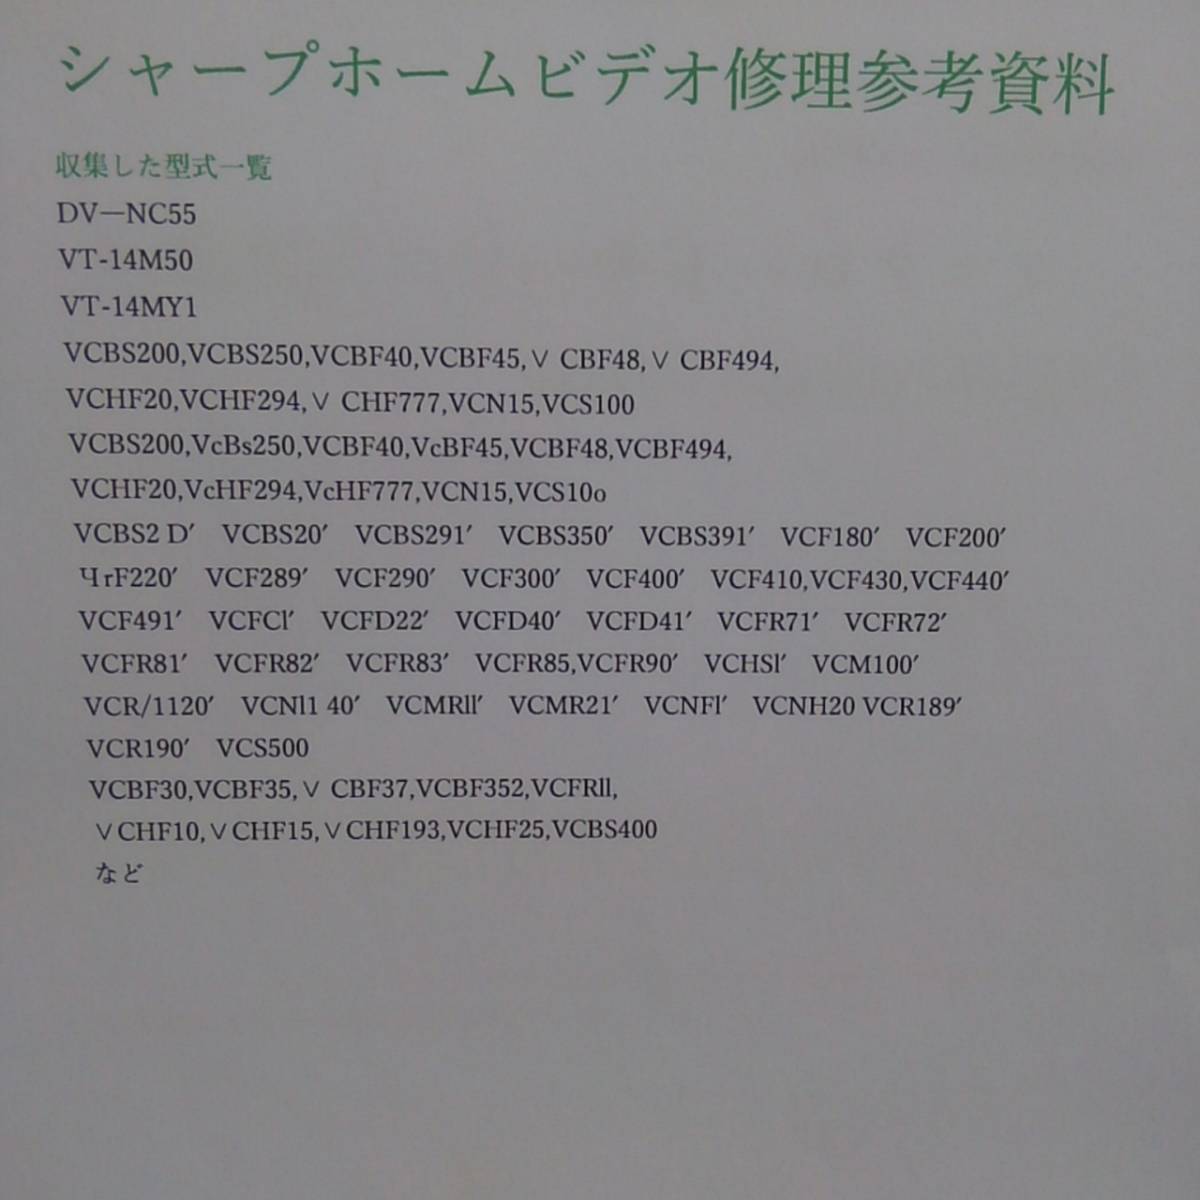 シャープホームビデオ修理参考資料
収集した型式一覧
DV—NC55
VT-14M50
VT-14MY1
VCBS200,VCBS250,VCBF40,VCBF45,∨ CBF48,∨ CBF494,
VCHF20,VCHF294,∨ CHF777,VCN15,VCS100
VCBS200,VcBs250,VCBF40,VcBF45,VCBF48,VCBF494,
VCHF20,VcHF294,VcHF777,VCN15,VCS10o
VCBS2 D′　VCBS20′　VCBS291′　VCBS350′　VCBS391′　VCF180′　VCF200′
ЧrF220′　VCF289′　VCF290′　VCF300′　VCF400′　VCF410,VCF430,VCF440′
VCF491′　VCFCl′　VCFD22′　VCFD40′　VCFD41′　VCFR71′　VCFR72′
VCFR81′　VCFR82′　VCFR83′　VCFR85,VCFR90′　VCHSl′　VCM100′
VCR/1120′　VCNl1 40′　VCMRll′　VCMR21′　VCNFl′　VCNH20 VCR189′
VCR190′　VCS500
VCBF30,VCBF35,∨ CBF37,VCBF352,VCFRll,
∨CHF10,∨CHF15,∨CHF193,VCHF25,VCBS400
など